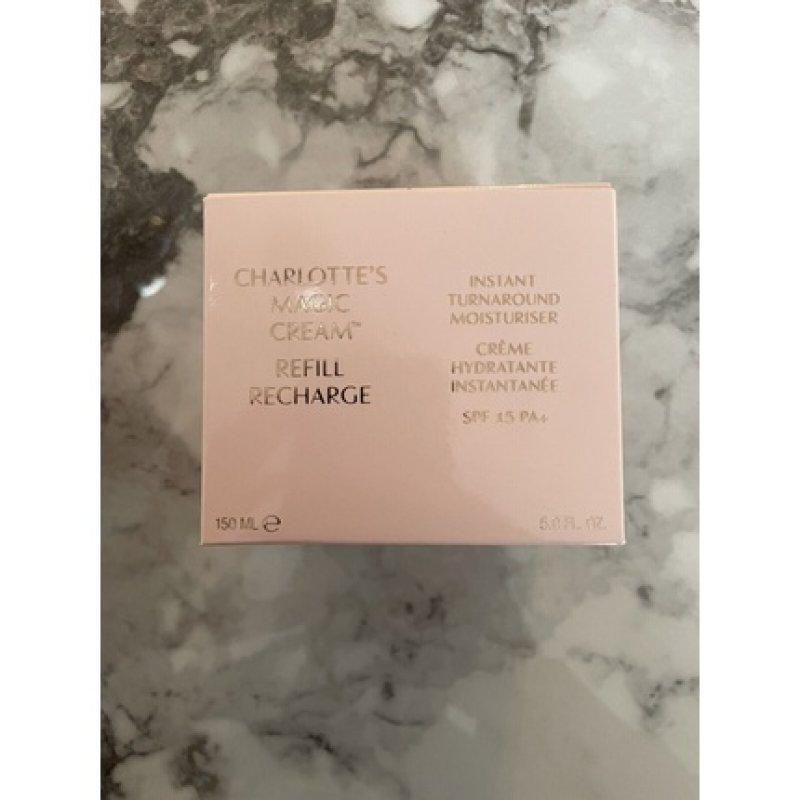 CHARLOTTE'S
MAGIC
CREAM™
REFILL
RECHARGE
INSTANT
TURNAROUND
MOISTURISER
CRÈME
HYDRATANTE
INSTANTANÉE
SPF 15 PA+
150 ML ℮
5.0 FL. OZ.